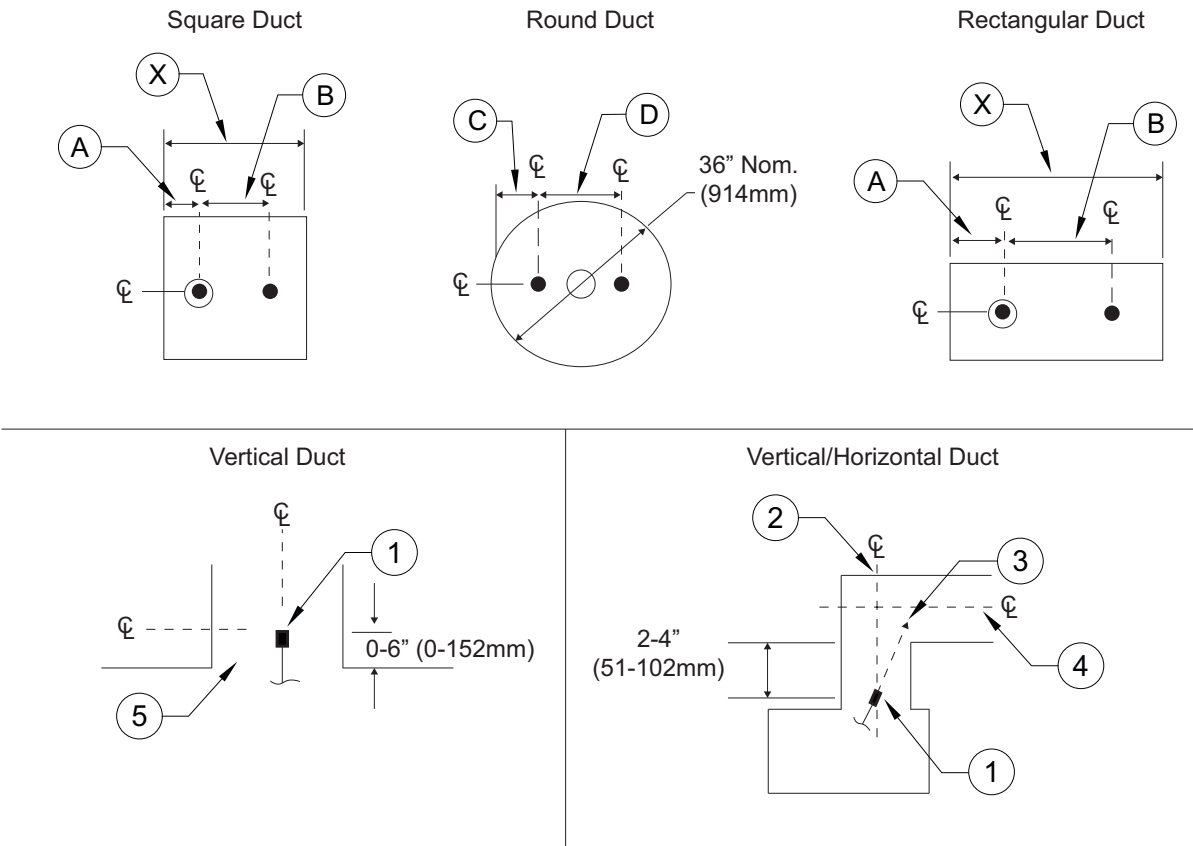 Square Duct
Round Duct
Rectangular Duct
X
B
A
℄
℄
℄
C
D
℄
℄
℄
36” Nom.
(914mm)
X
B
A
℄
℄
℄
Vertical Duct
℄
1
℄
0-6” (0-152mm)
5
Vertical/Horizontal Duct
2
℄
3
℄
2-4”
(51-102mm)
4
1